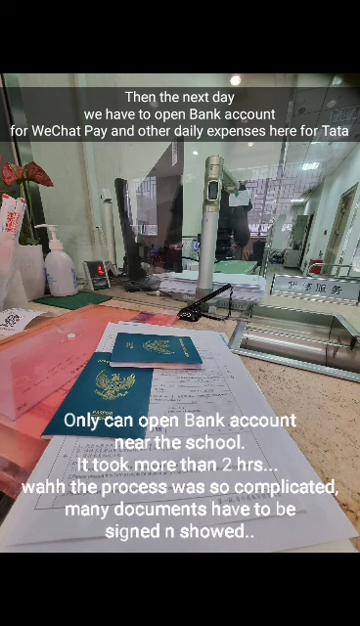 Then the next day
we have to open Bank account
for WeChat Pay and other daily expenses here for Tata
Only can open Bank account
near the school.
It took more than 2 hrs...
wahh the process was so complicated,
many documents have to be
signed n showed..